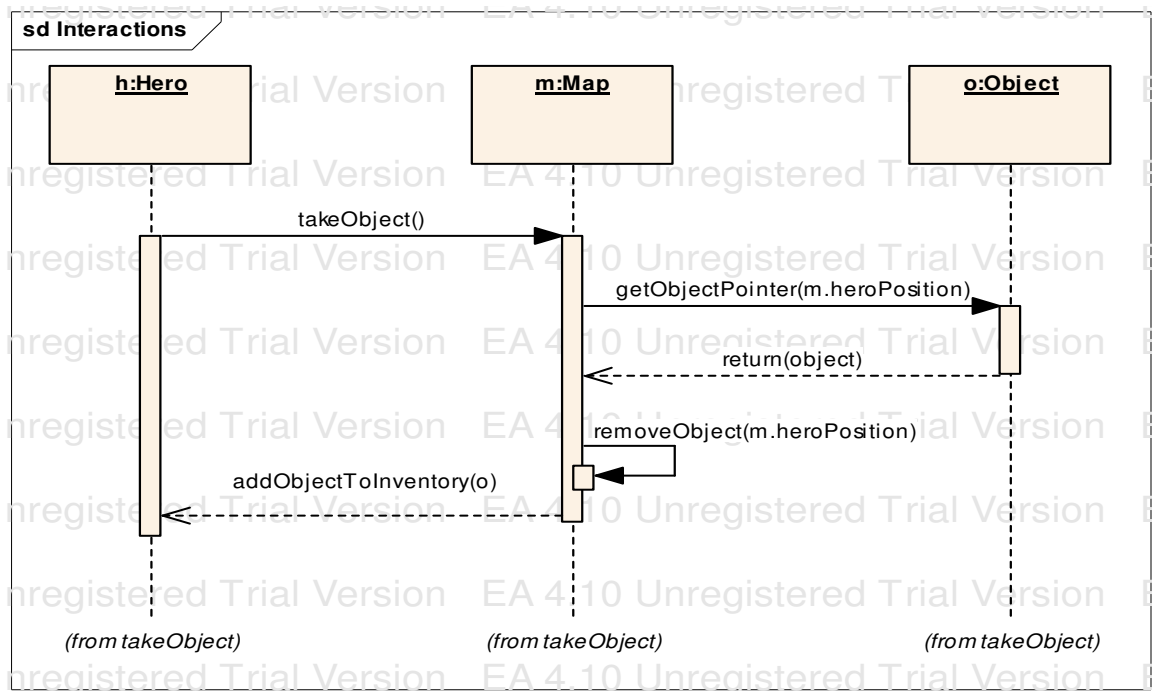 sd Interactions
h:Hero
m:Map
o:Object
takeObject()
getObjectPointer(m.heroPosition)
return(object)
removeObject(m.heroPosition)
addObjectToInventory(o)
(from takeObject)
(from takeObject)
(from takeObject)
EA 4.10 Unregistered Trial Version